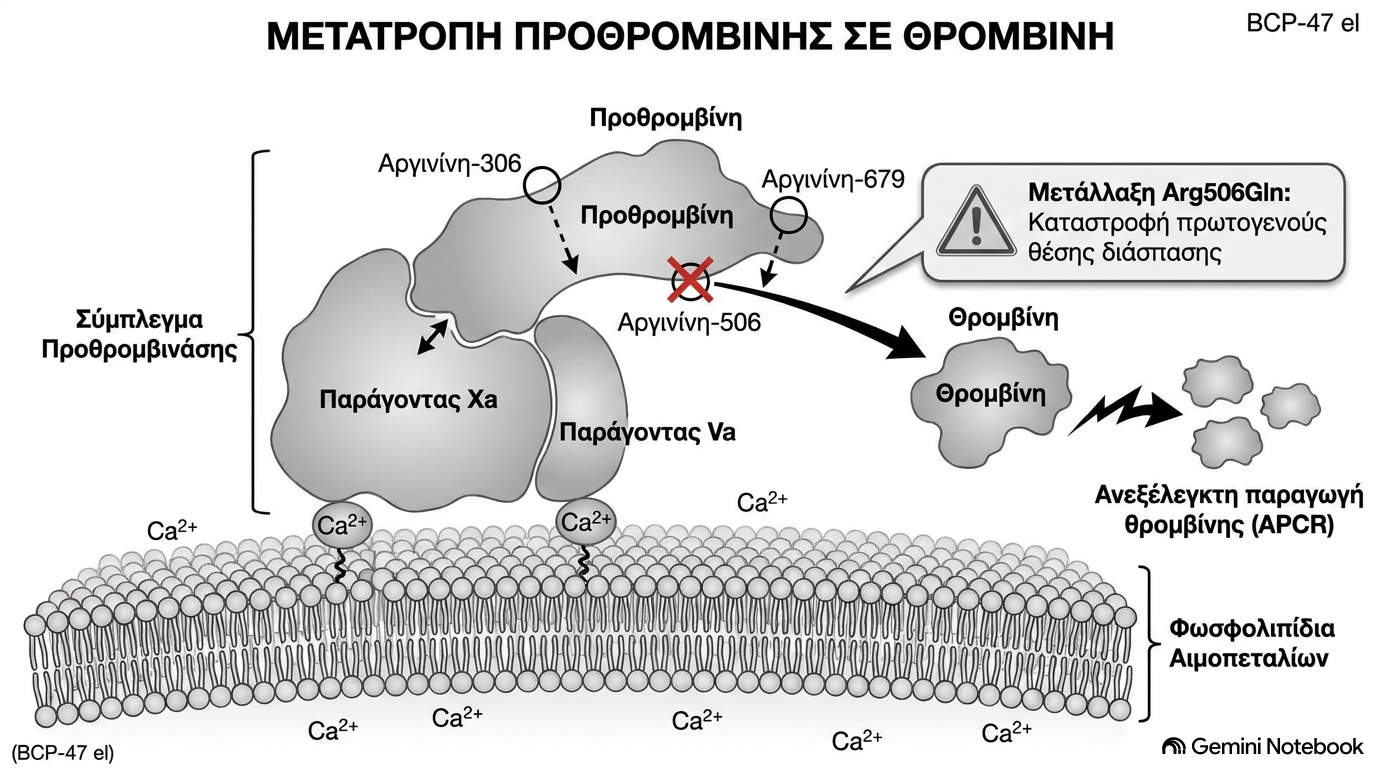 ΜΕΤΑΤΡΟΠΗ ΠΡΟΘΡΟΜΒΙΝΗΣ ΣΕ ΘΡΟΜΒΙΝΗ
BCP-47 el
Προθρομβίνη
Αργινίνη-306
Αργινίνη-679
Προθρομβίνη
Μετάλλαξη Arg506Gln:
Καταστροφή πρωτογενούς
θέσης διάσπασης
Αργινίνη-506
Σύμπλεγμα
Προθρομβινάσης
Θρομβίνη
Θρομβίνη
Παράγοντας Xa
Παράγοντας Va
Ανεξέλεγκτη παραγωγή
θρομβίνης (APCR)
Ca²⁺
Ca²⁺
Ca²⁺
Ca²⁺
Φωσφολιπίδια
Αιμοπεταλίων
Ca²⁺
Ca²⁺
Ca²⁺
Ca²⁺
Ca²⁺
(BCP-47 el)
Gemini Notebook